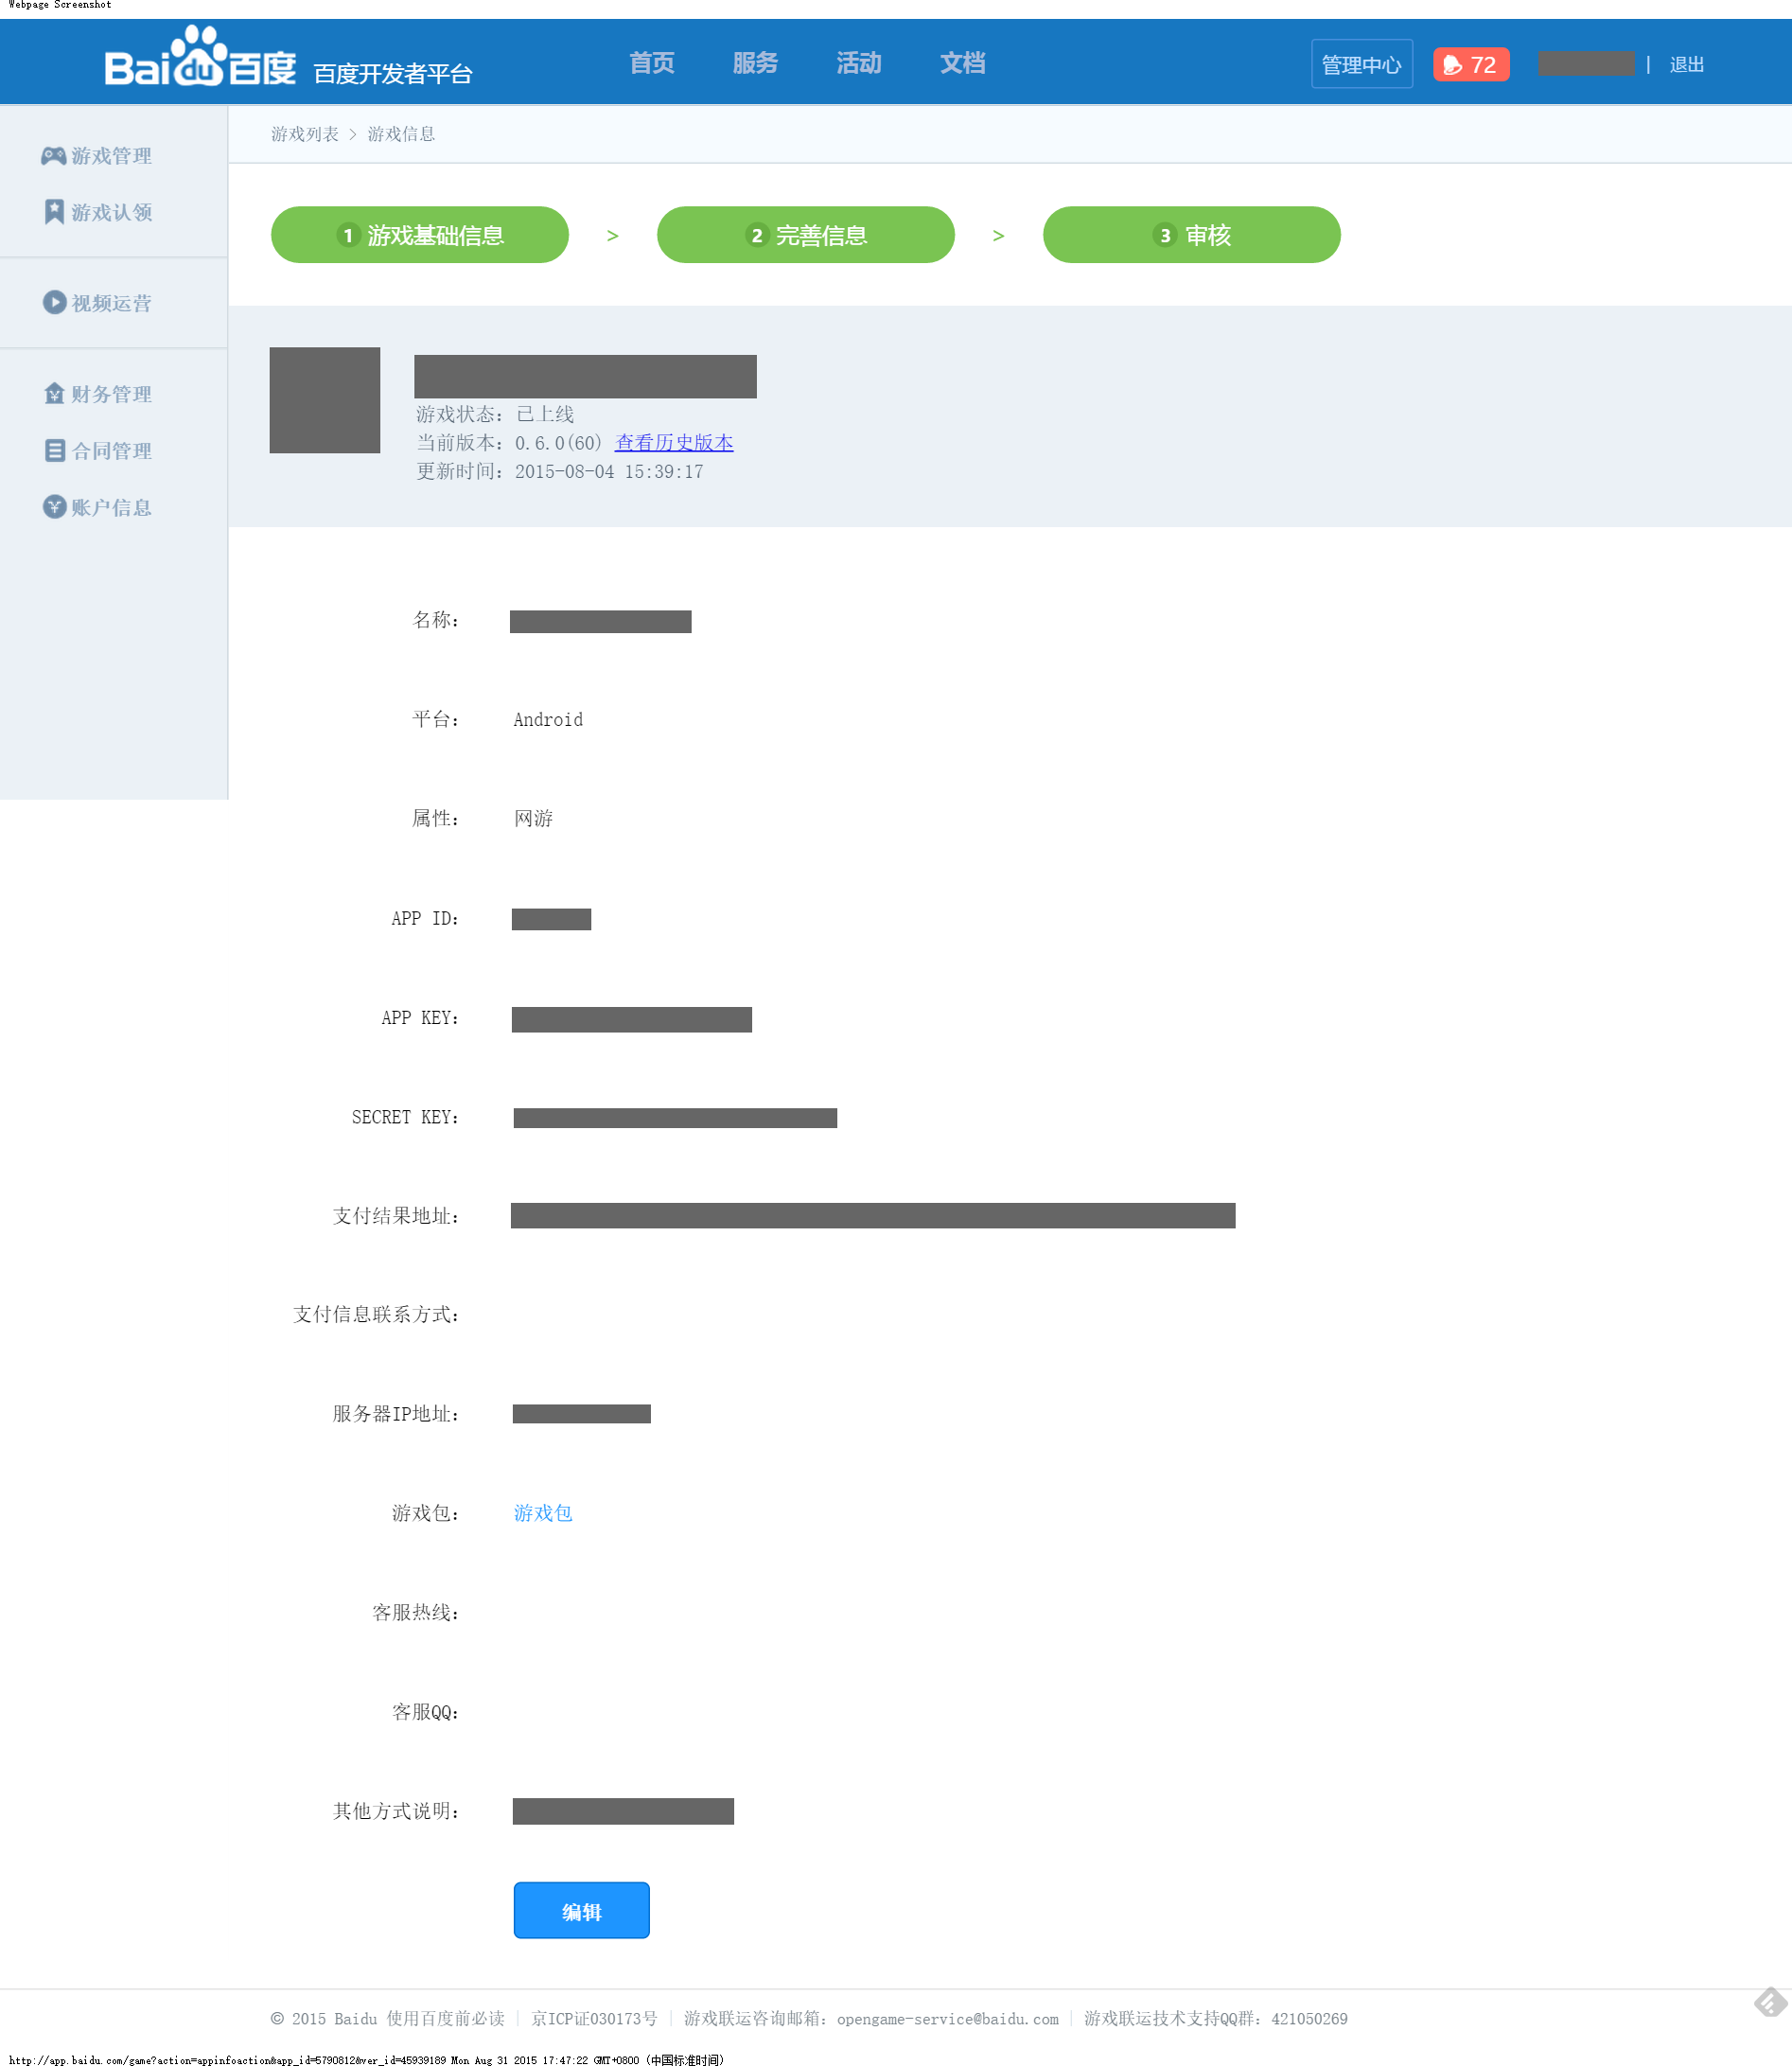 Webpage Screenshot
Bai du 百度 百度开发者平台 首页 服务 活动 文档 管理中心 72 | 退出
游戏列表 > 游戏信息
游戏管理
游戏认领
视频运营
财务管理
合同管理
账户信息
1 游戏基础信息 > 2 完善信息 > 3 审核
游戏状态：已上线
当前版本：0.6.0(60) 查看历史版本
更新时间：2015-08-04 15:39:17
名称：
平台： Android
属性： 网游
APP ID：
APP KEY：
SECRET KEY：
支付结果地址：
支付信息联系方式：
服务器IP地址：
游戏包： 游戏包
客服热线：
客服QQ：
其他方式说明：
编辑
© 2015 Baidu 使用百度前必读 | 京ICP证030173号 | 游戏联运咨询邮箱：opengame-service@baidu.com | 游戏联运技术支持QQ群：421050269
http://app.baidu.com/game?action=appinfoaction&app_id=5790812&ver_id=45939189 Mon Aug 31 2015 17:47:22 GMT+0800 (中国标准时间)